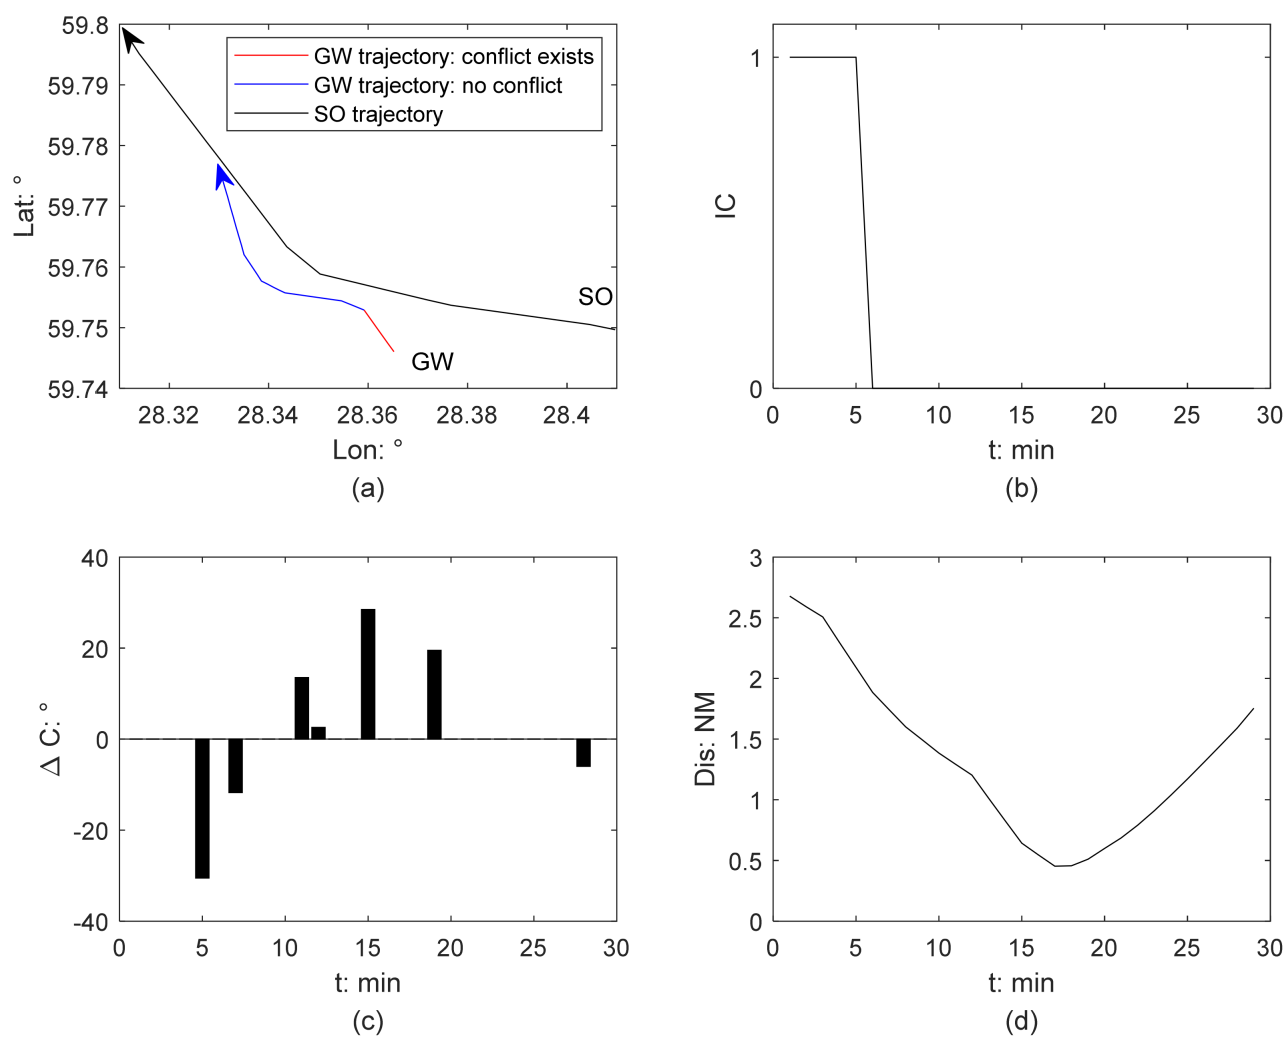 59.8
59.79
59.78
59.77
59.76
59.75
59.74
Lat: °
GW trajectory: conflict exists
GW trajectory: no conflict
SO trajectory
SO
GW
28.32 28.34 28.36 28.38 28.4
Lon: °
(a)
1
0
IC
0 5 10 15 20 25 30
t: min
(b)
40
20
0
-20
-40
Δ C: °
0 5 10 15 20 25 30
t: min
(c)
3
2.5
2
1.5
1
0.5
0
Dis: NM
0 5 10 15 20 25 30
t: min
(d)